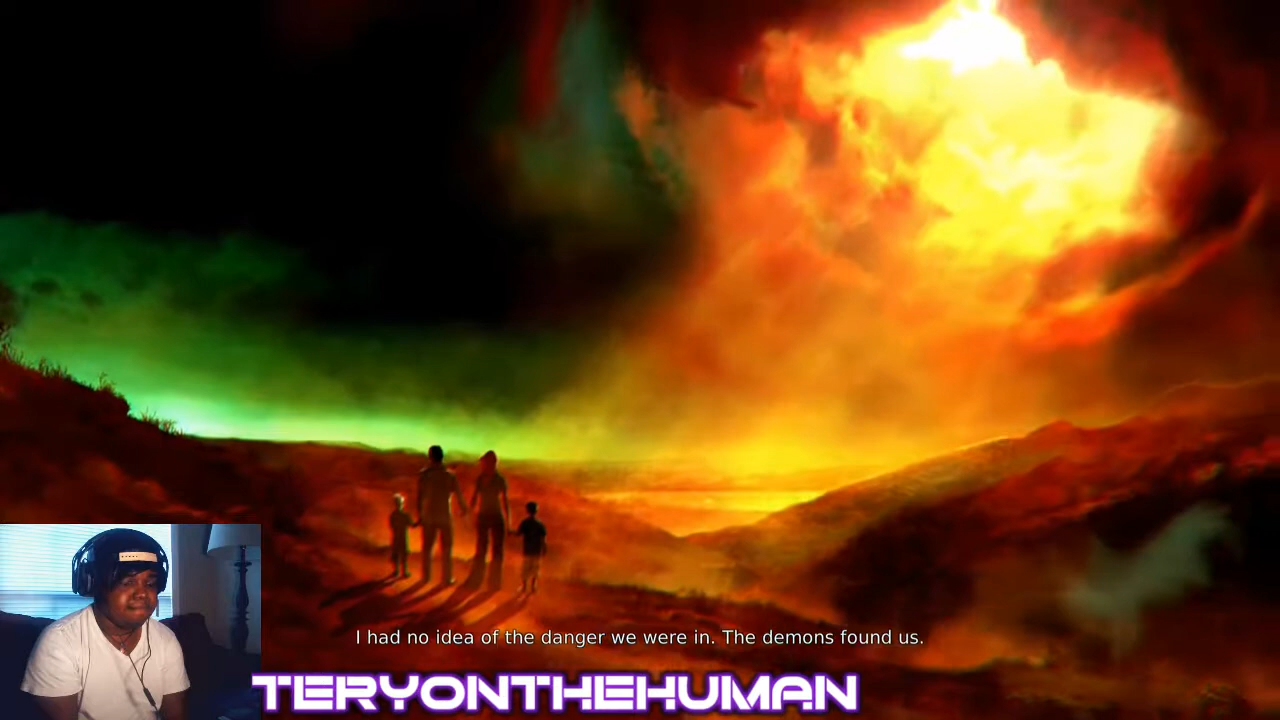 I had no idea of the danger we were in. The demons found us.
TERYONTHEHUMAN